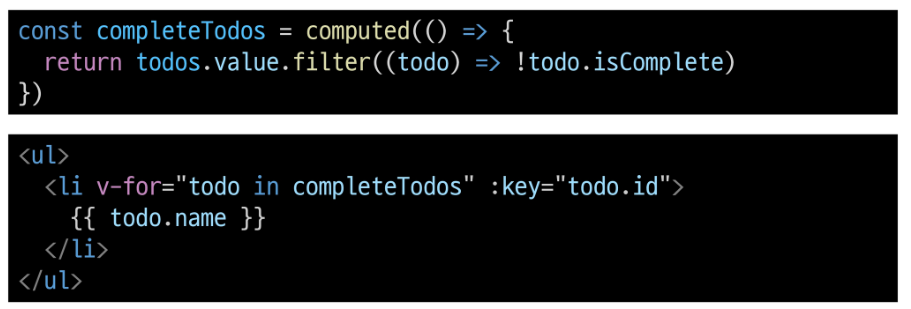 const completeTodos = computed(() => {
  return todos.value.filter((todo) => !todo.isComplete)
})
<ul>
  <li v-for="todo in completeTodos" :key="todo.id">
    {{ todo.name }}
  </li>
</ul>